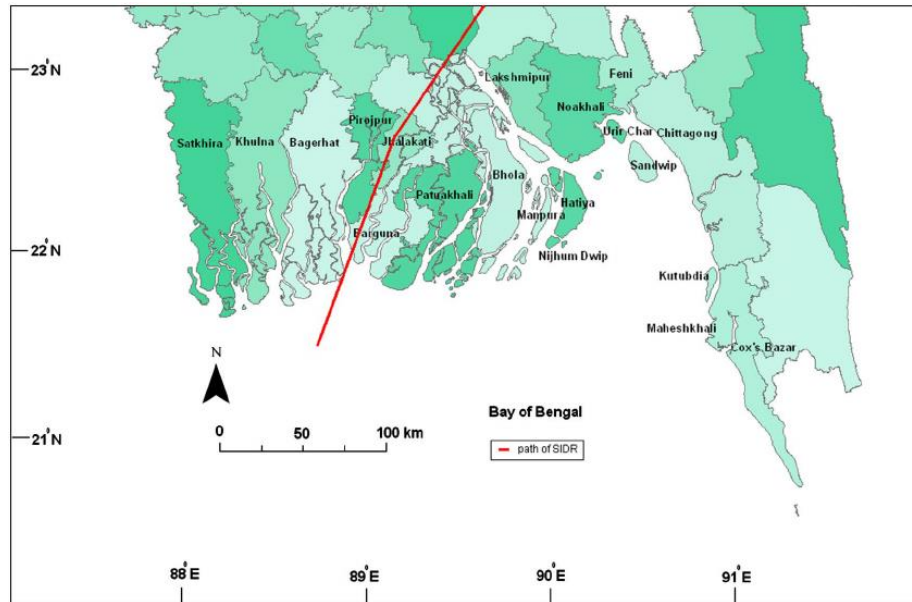 23°N
Lakshmipur
Feni
Noakhali
Pirojpur
Satkhira
Khulna
Bagerhat
Jhalakati
Urir Char
Chittagong
Sandwip
Bhola
Patuakhali
Manpura
Hatiya
Barguna
22°N
Nijhum Dwip
Kutubdia
Maheshkhali
Cox's Bazar
N
Bay of Bengal
0 50 100 km
21°N
path of SIDR
88°E
89°E
90°E
91°E